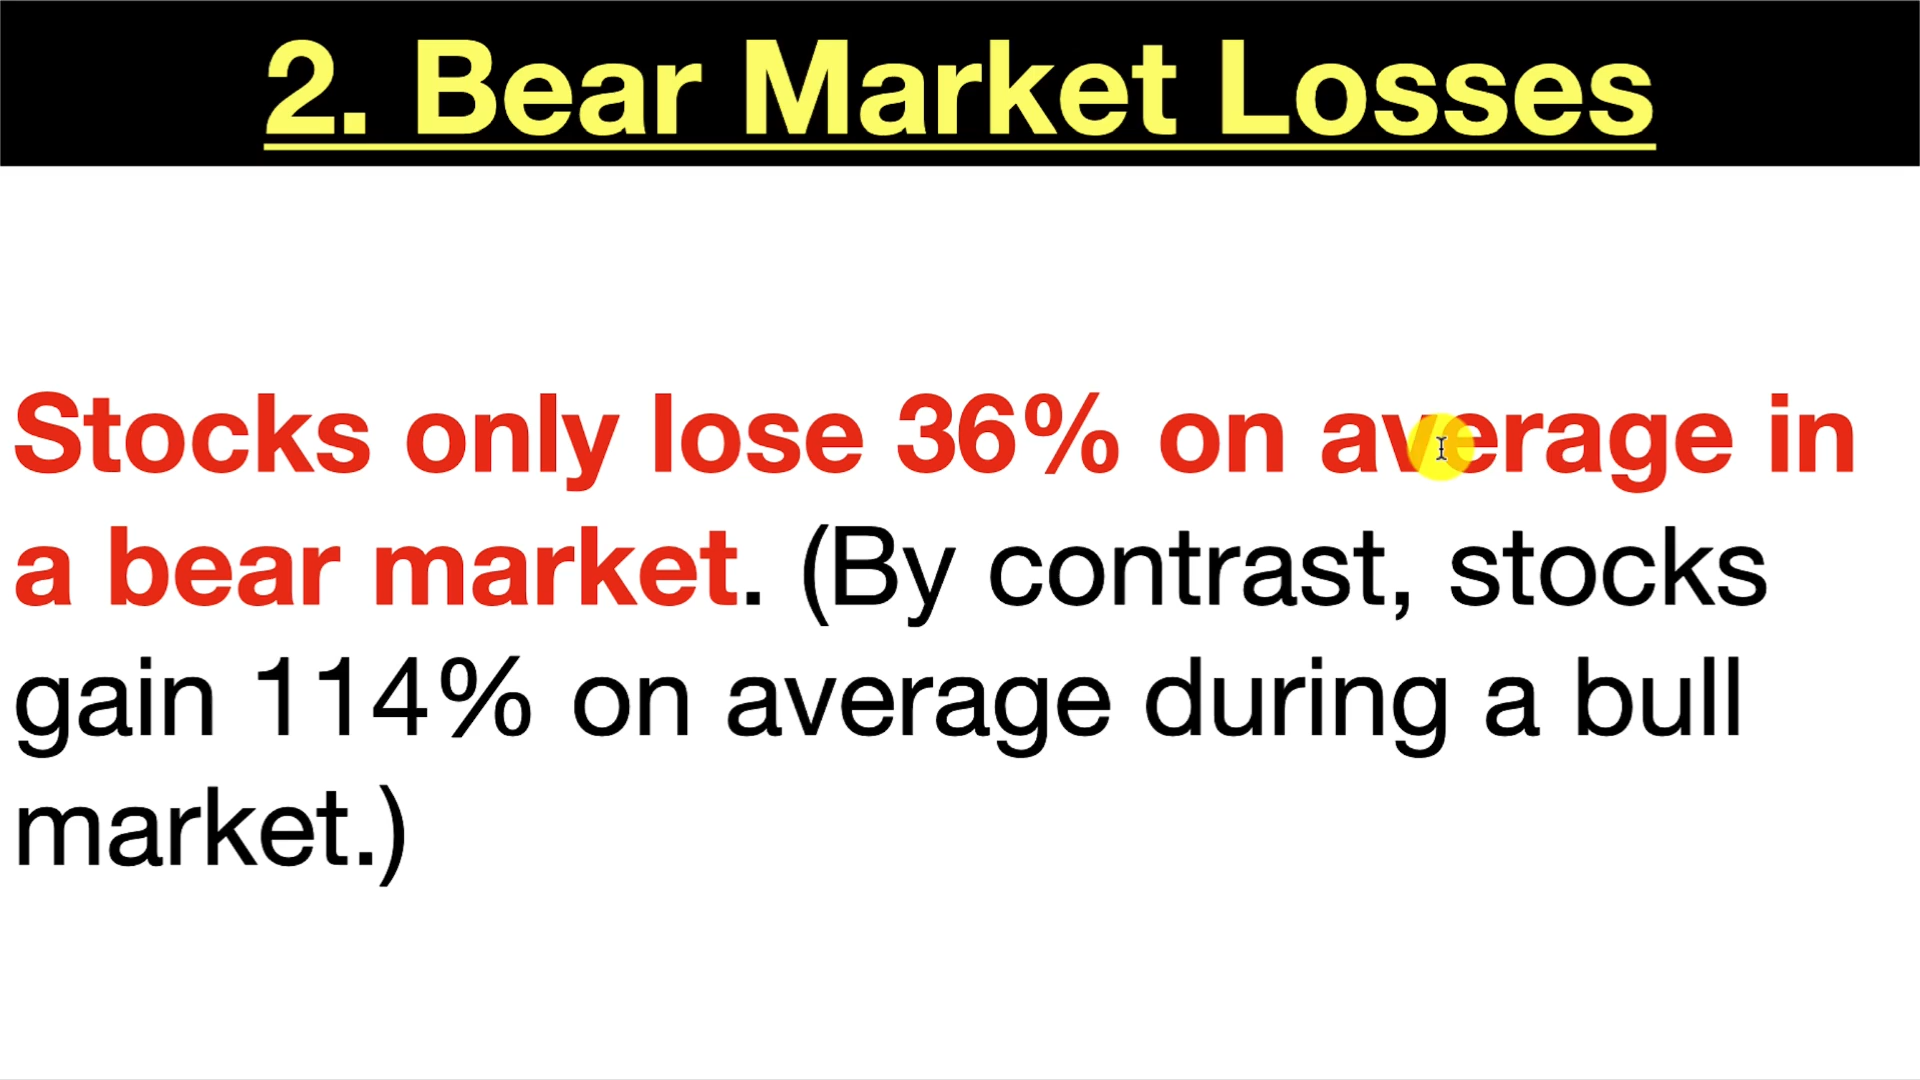 2. Bear Market Losses
Stocks only lose 36% on average in
a bear market. (By contrast, stocks
gain 114% on average during a bull
market.)